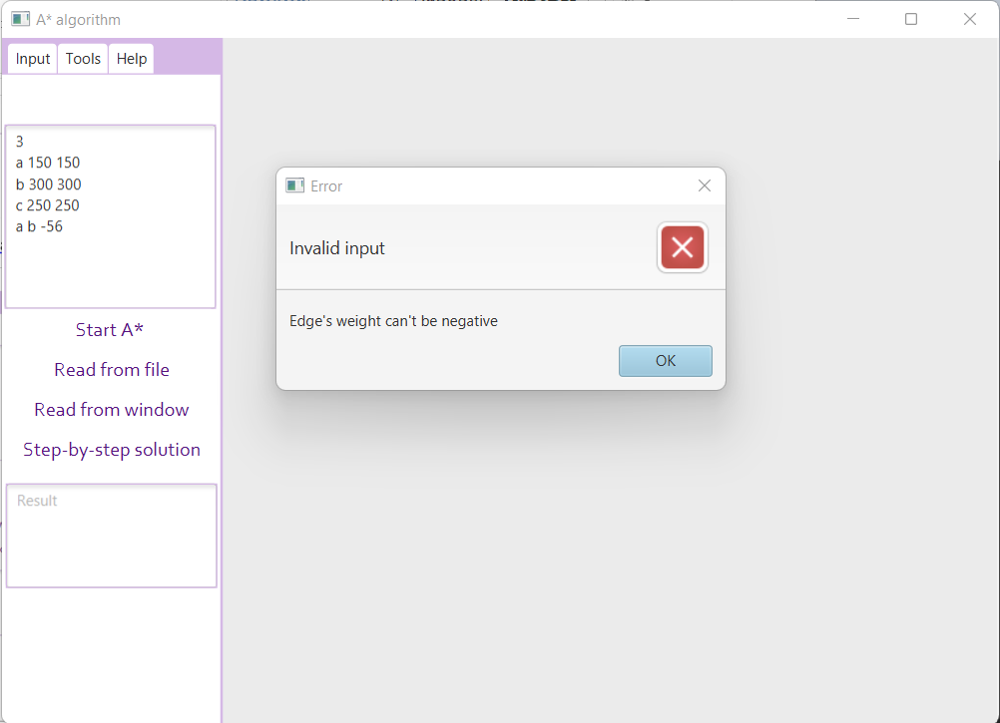 A* algorithm
Input Tools Help
3
a 150 150
b 300 300
c 250 250
a b -56
Start A*
Read from file
Read from window
Step-by-step solution
Result
Error
Invalid input
Edge's weight can't be negative
OK